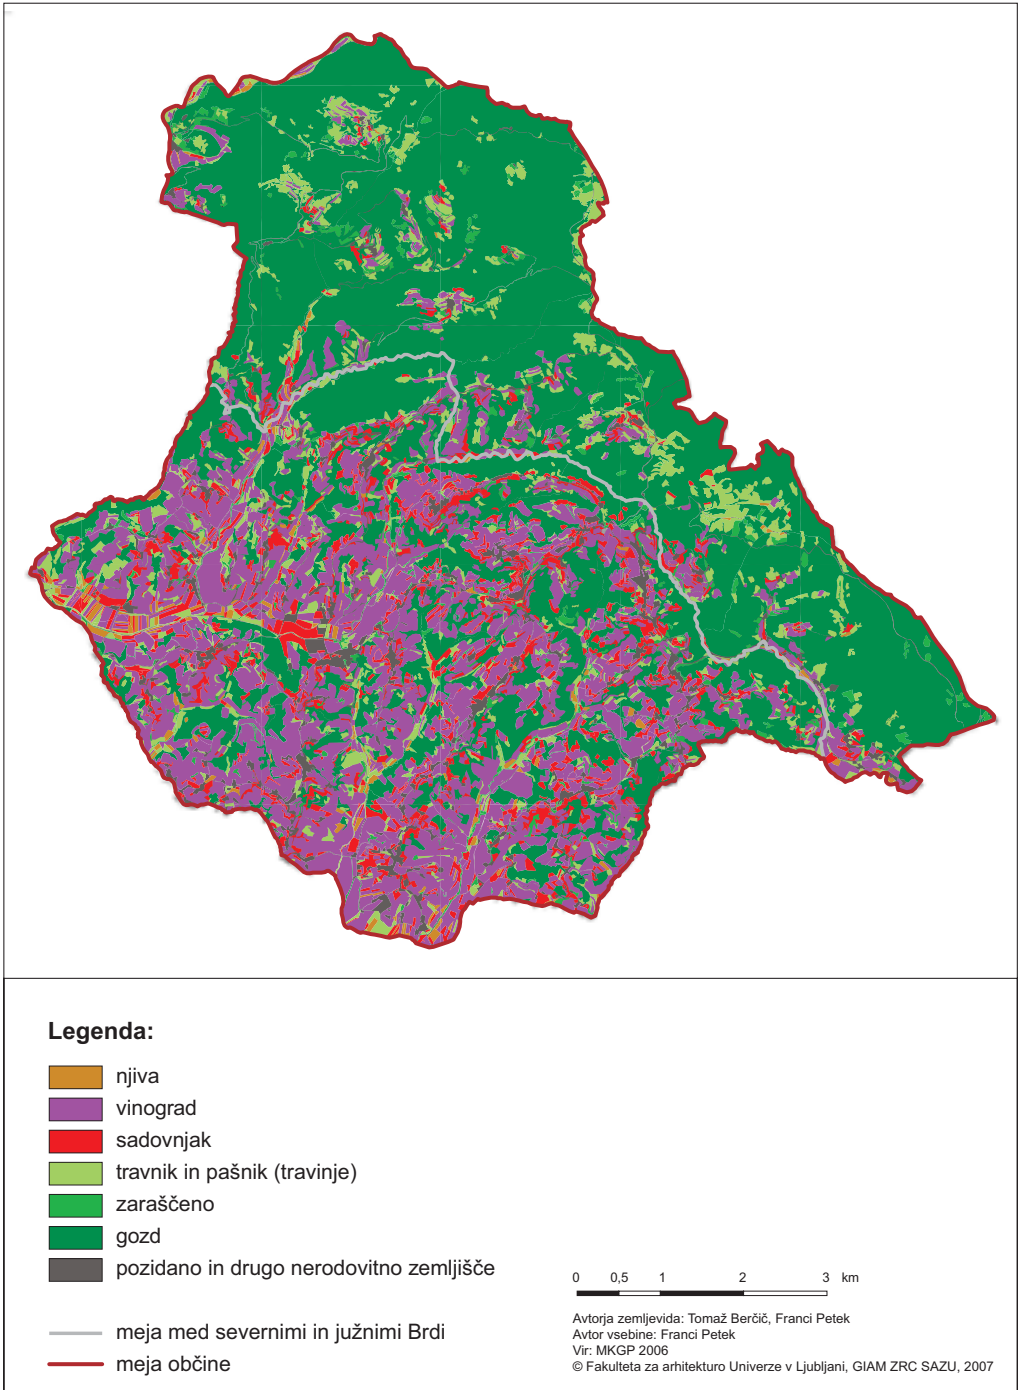 Legenda:
njiva
vinograd
sadovnjak
travnik in pašnik (travinje)
zaraščeno
gozd
pozidano in drugo nerodovitno zemljišče
meja med severnimi in južnimi Brdi
meja občine
0 0,5 1 2 3 km
Avtorja zemljevida: Tomaž Berčič, Franci Petek
Avtor vsebine: Franci Petek
Vir: MKGP 2006
© Fakulteta za arhitekturo Univerze v Ljubljani, GIAM ZRC SAZU, 2007